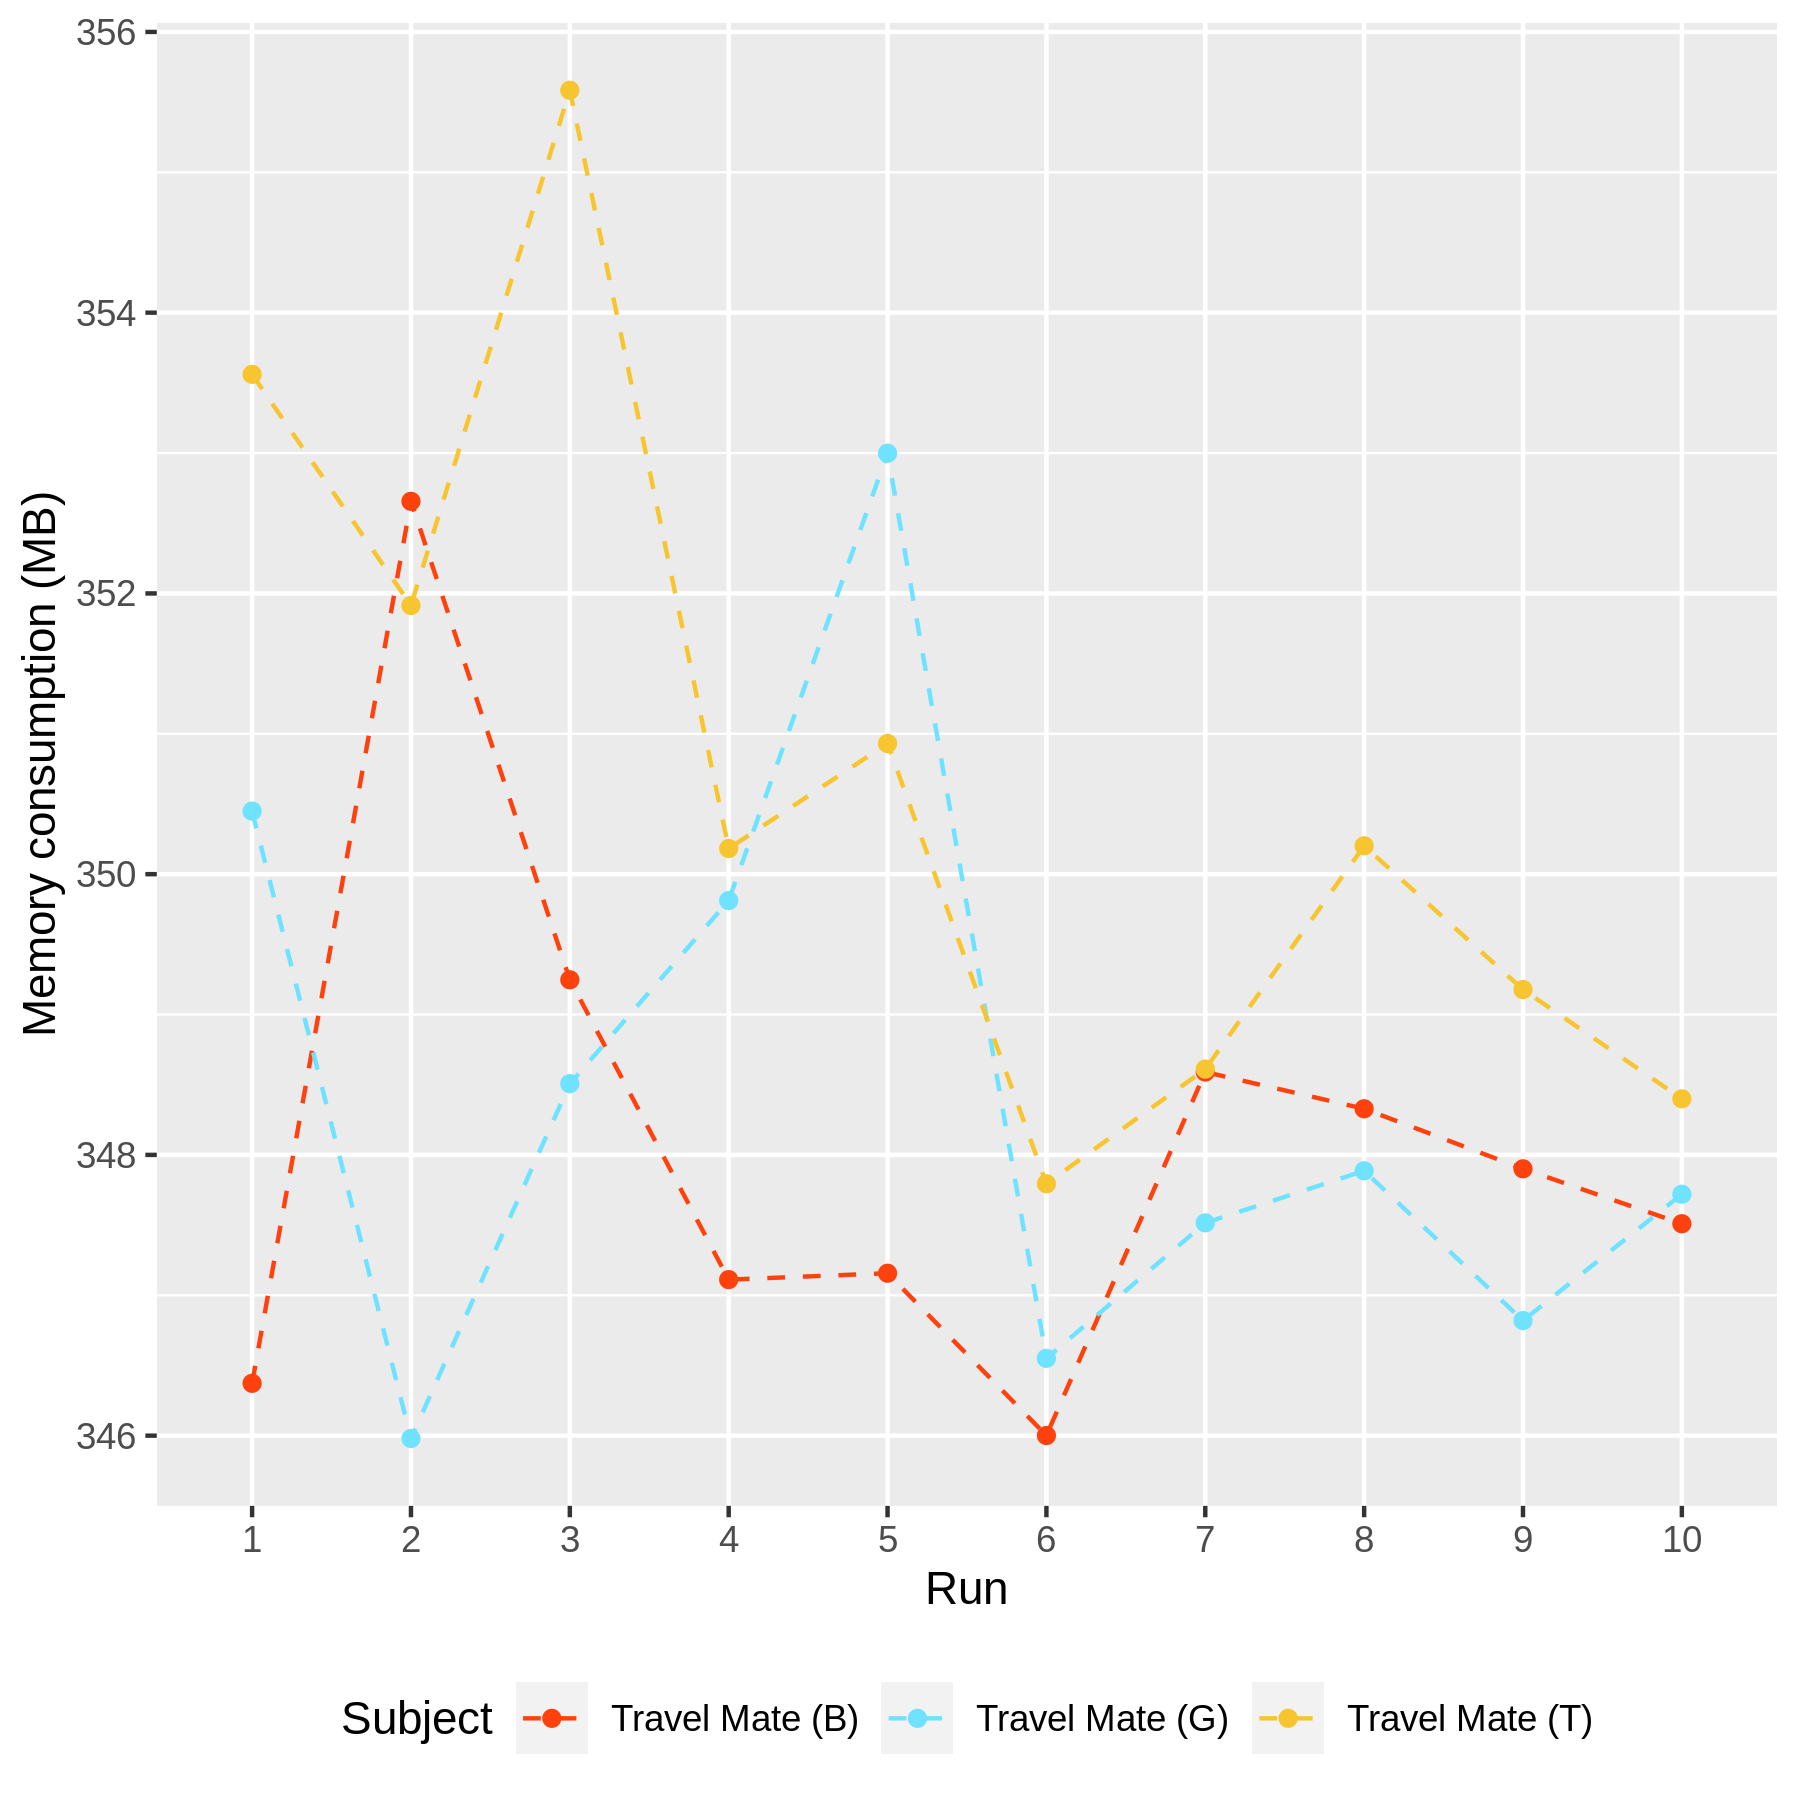 356
354
352
350
348
346
Memory consumption (MB)
1 2 3 4 5 6 7 8 9 10
Run
Subject Travel Mate (B) Travel Mate (G) Travel Mate (T)